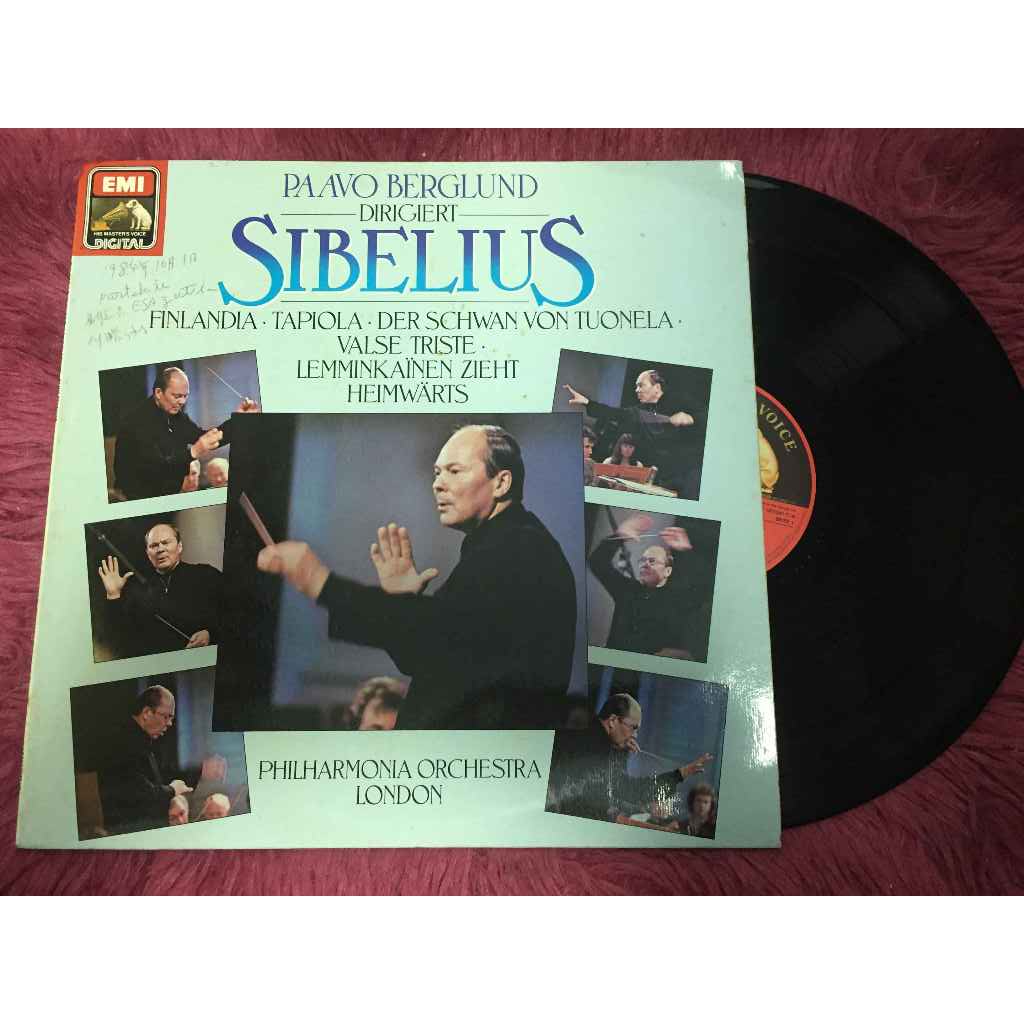 EMI
HIS MASTER'S VOICE
DIGITAL
PAAVO BERGLUND
DIRIGIERT
SIBELIUS
FINLANDIA · TAPIOLA · DER SCHWAN VON TUONELA ·
VALSE TRISTE ·
LEMMINKAÏNEN ZIEHT
HEIMWÄRTS
PHILHARMONIA ORCHESTRA
LONDON
VOICE